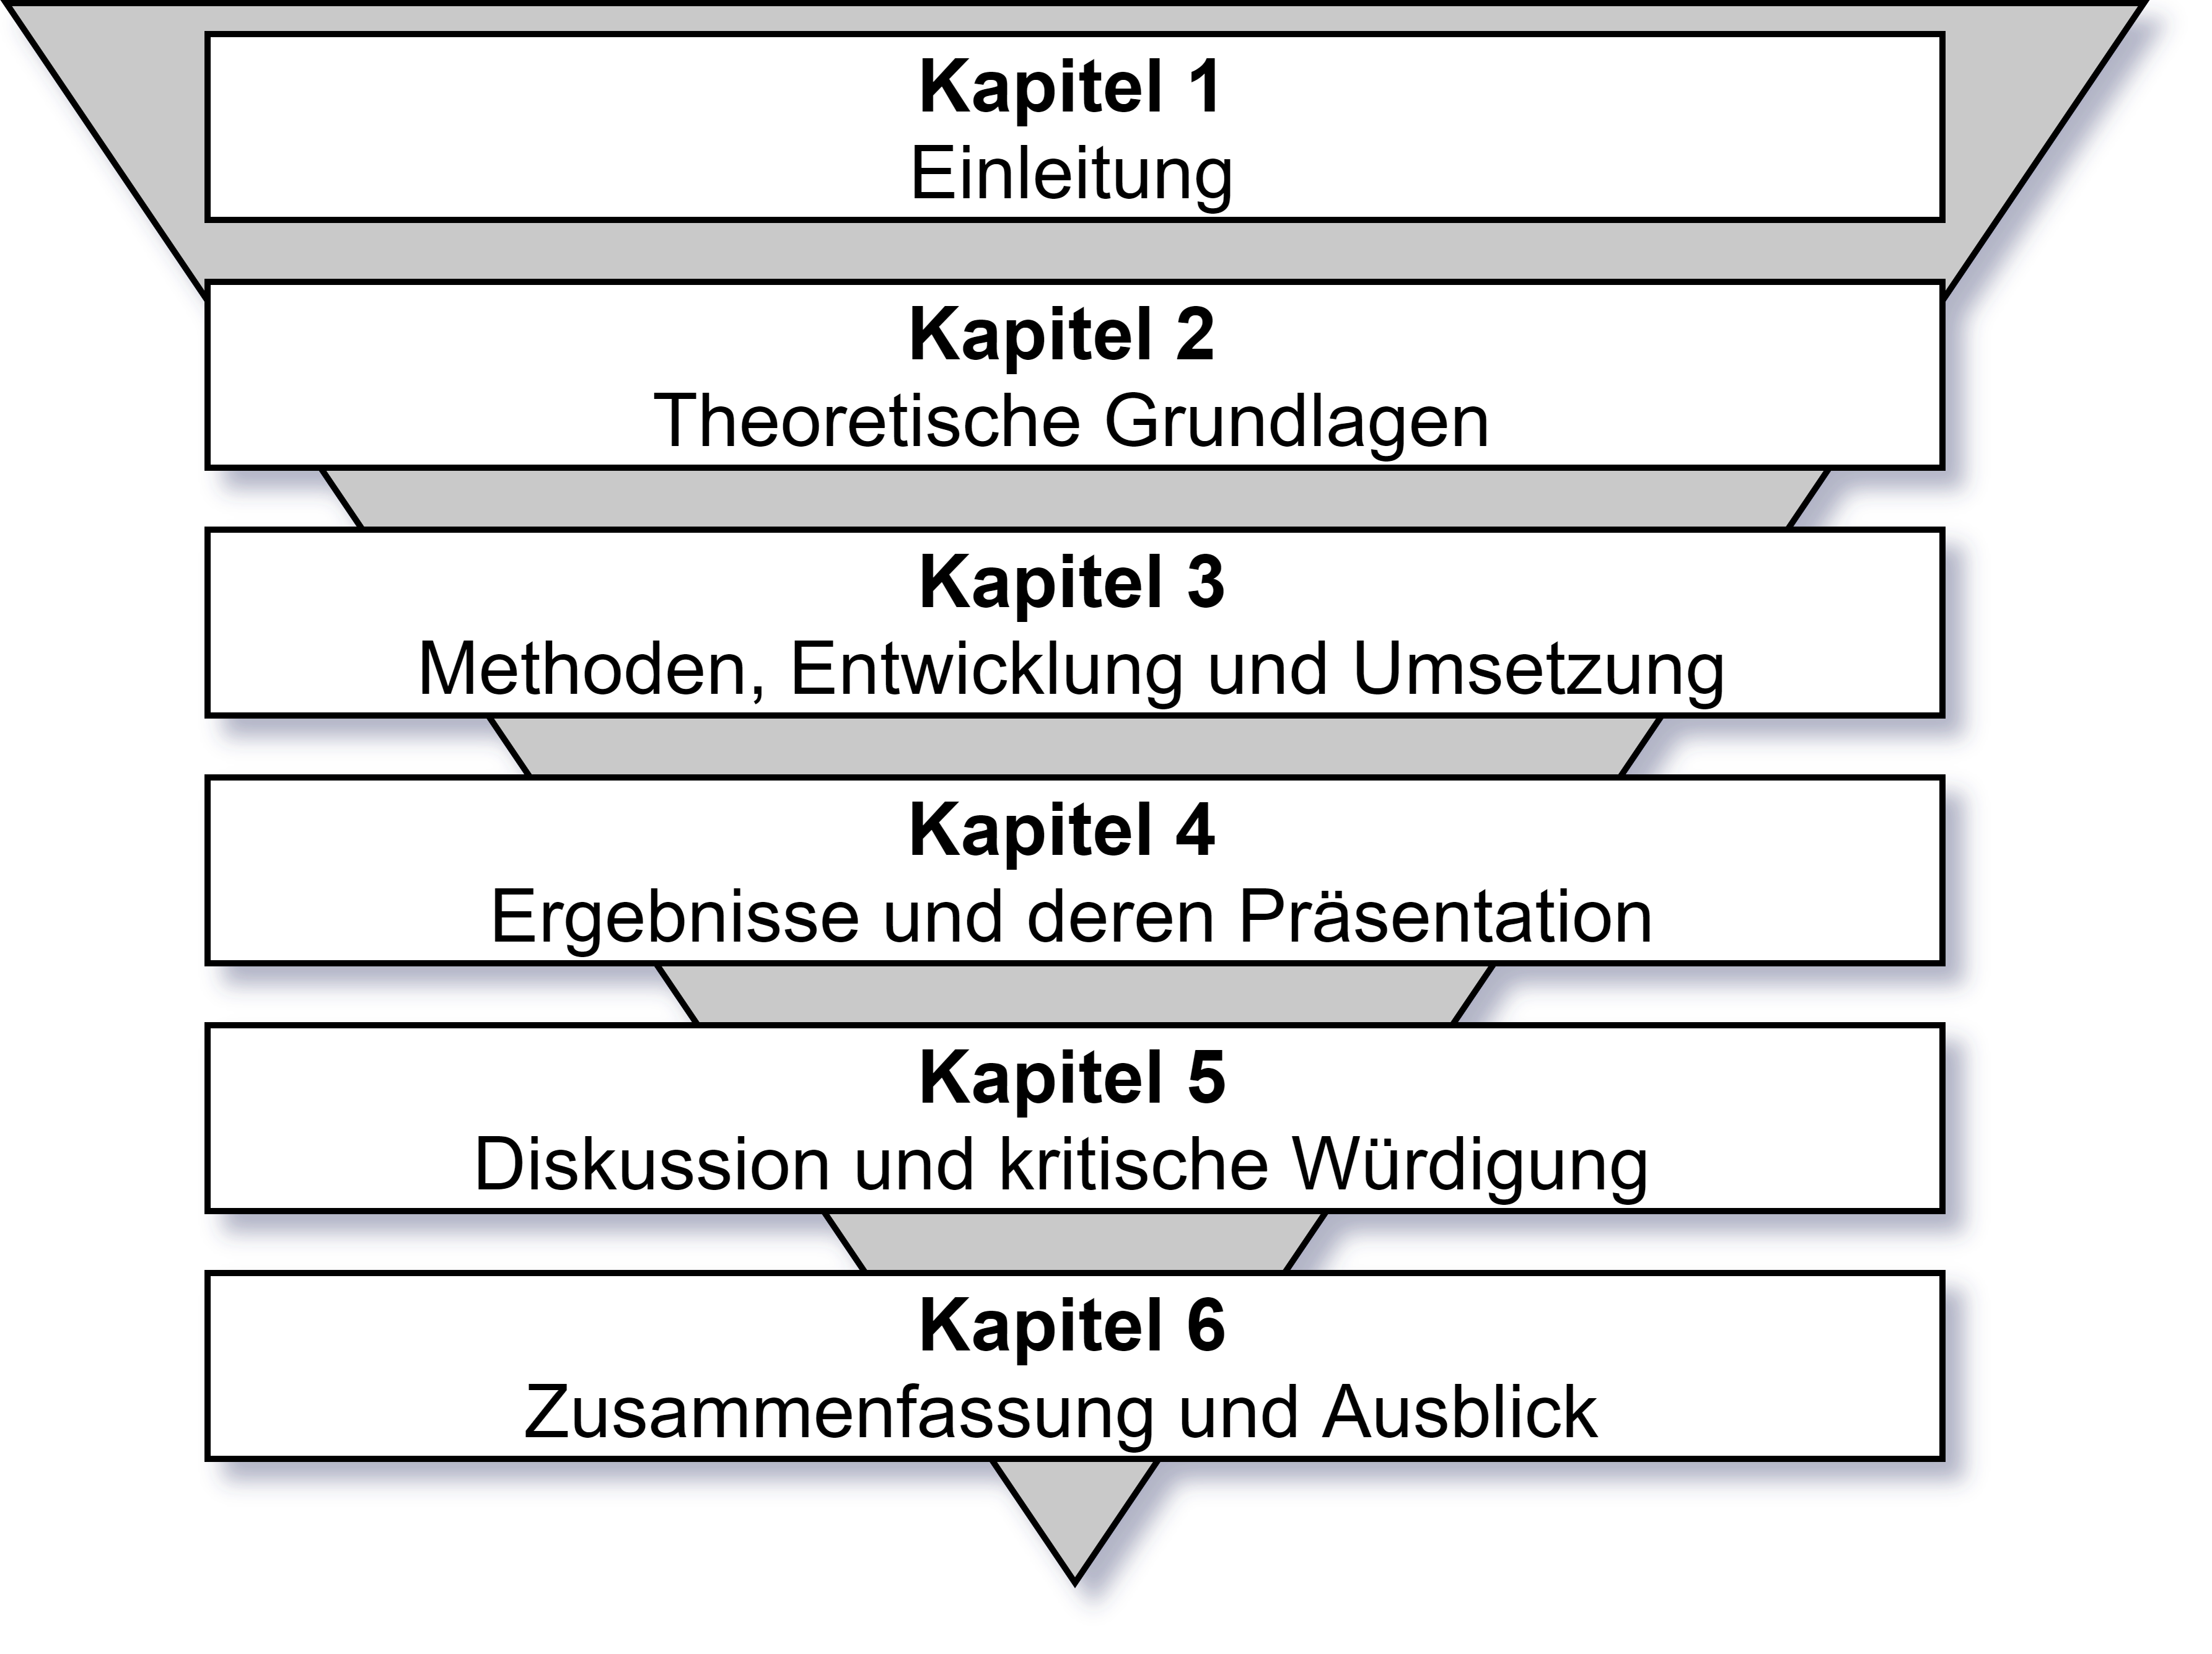 Kapitel 1
Einleitung
Kapitel 2
Theoretische Grundlagen
Kapitel 3
Methoden, Entwicklung und Umsetzung
Kapitel 4
Ergebnisse und deren Präsentation
Kapitel 5
Diskussion und kritische Würdigung
Kapitel 6
Zusammenfassung und Ausblick